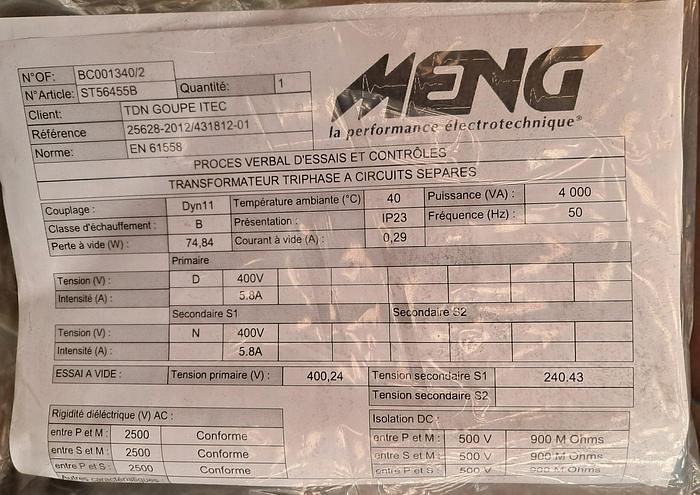 N°OF: BC001340/2
N°Article: ST56455B Quantité: 1
Client: TDN GOUPE ITEC
Référence 25628-2012/431812-01
Norme: EN 61558
MENG
la performance électrotechnique®
PROCES VERBAL D'ESSAIS ET CONTRÔLES
TRANSFORMATEUR TRIPHASE A CIRCUITS SEPARES
Couplage : Dyn11 Température ambiante (°C) 40 Puissance (VA) : 4 000
Classe d'échauffement : B Présentation : IP23 Fréquence (Hz) : 50
Perte à vide (W) : 74,84 Courant à vide (A) : 0,29
Primaire
Tension (V) : D 400V
Intensité (A) : 5.8A
Secondaire S1 Secondaire S2
Tension (V) : N 400V
Intensité (A) : 5.8A
ESSAI A VIDE : Tension primaire (V) : 400,24 Tension secondaire S1 240,43
Tension secondaire S2
Rigidité diéléctrique (V) AC : Isolation DC :
entre P et M : 2500 Conforme entre P et M : 500 V 900 M Ohms
entre S et M : 2500 Conforme entre S et M : 500 V 900 M Ohms
entre P et S : 2500 Conforme entre P et S : 500 V 900 M Ohms
Autres caractéristiques